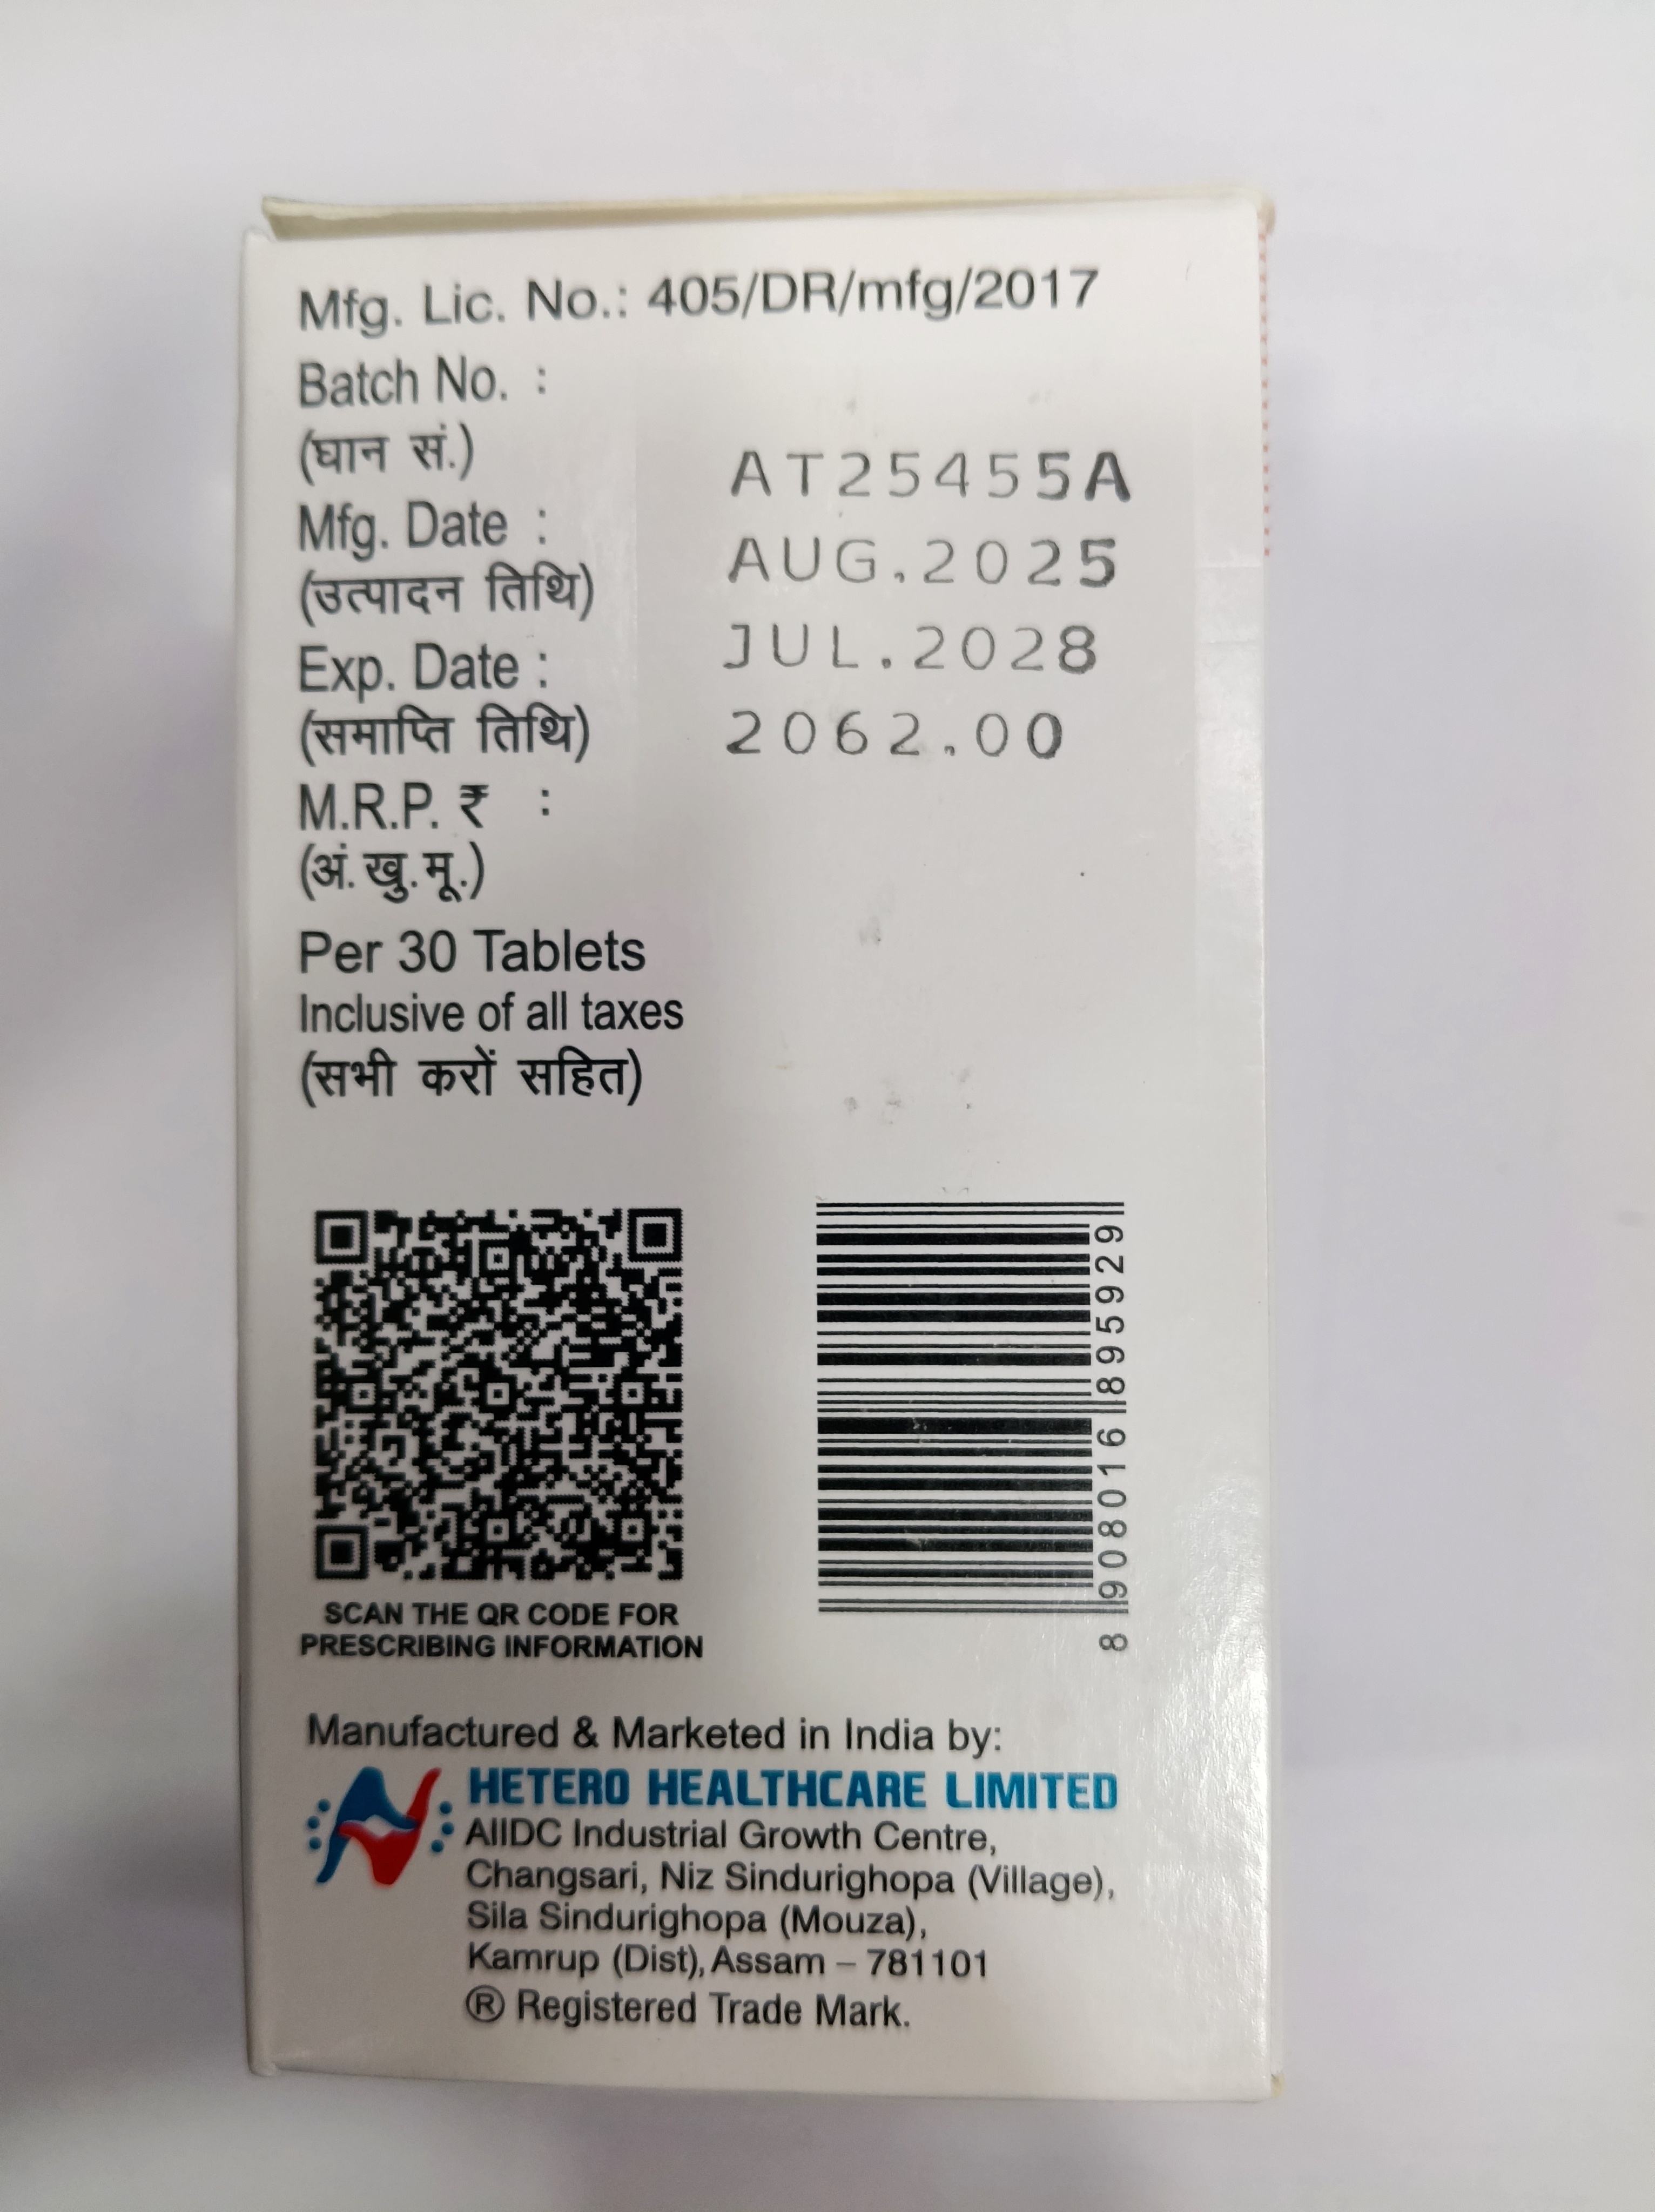 Mfg. Lic. No.: 405/DR/mfg/2017
Batch No. :
(घान सं.)
AT25455A
Mfg. Date :
(उत्पादन तिथि)
AUG.2025
Exp. Date :
(समाप्ति तिथि)
JUL.2028
M.R.P. ₹ :
(अं. खु. मू.)
2062.00
Per 30 Tablets
Inclusive of all taxes
(सभी करों सहित)
SCAN THE QR CODE FOR
PRESCRIBING INFORMATION
8 908016 895929
Manufactured & Marketed in India by:
HETERO HEALTHCARE LIMITED
AIIDC Industrial Growth Centre,
Changsari, Niz Sindurighopa (Village),
Sila Sindurighopa (Mouza),
Kamrup (Dist), Assam – 781101
® Registered Trade Mark.